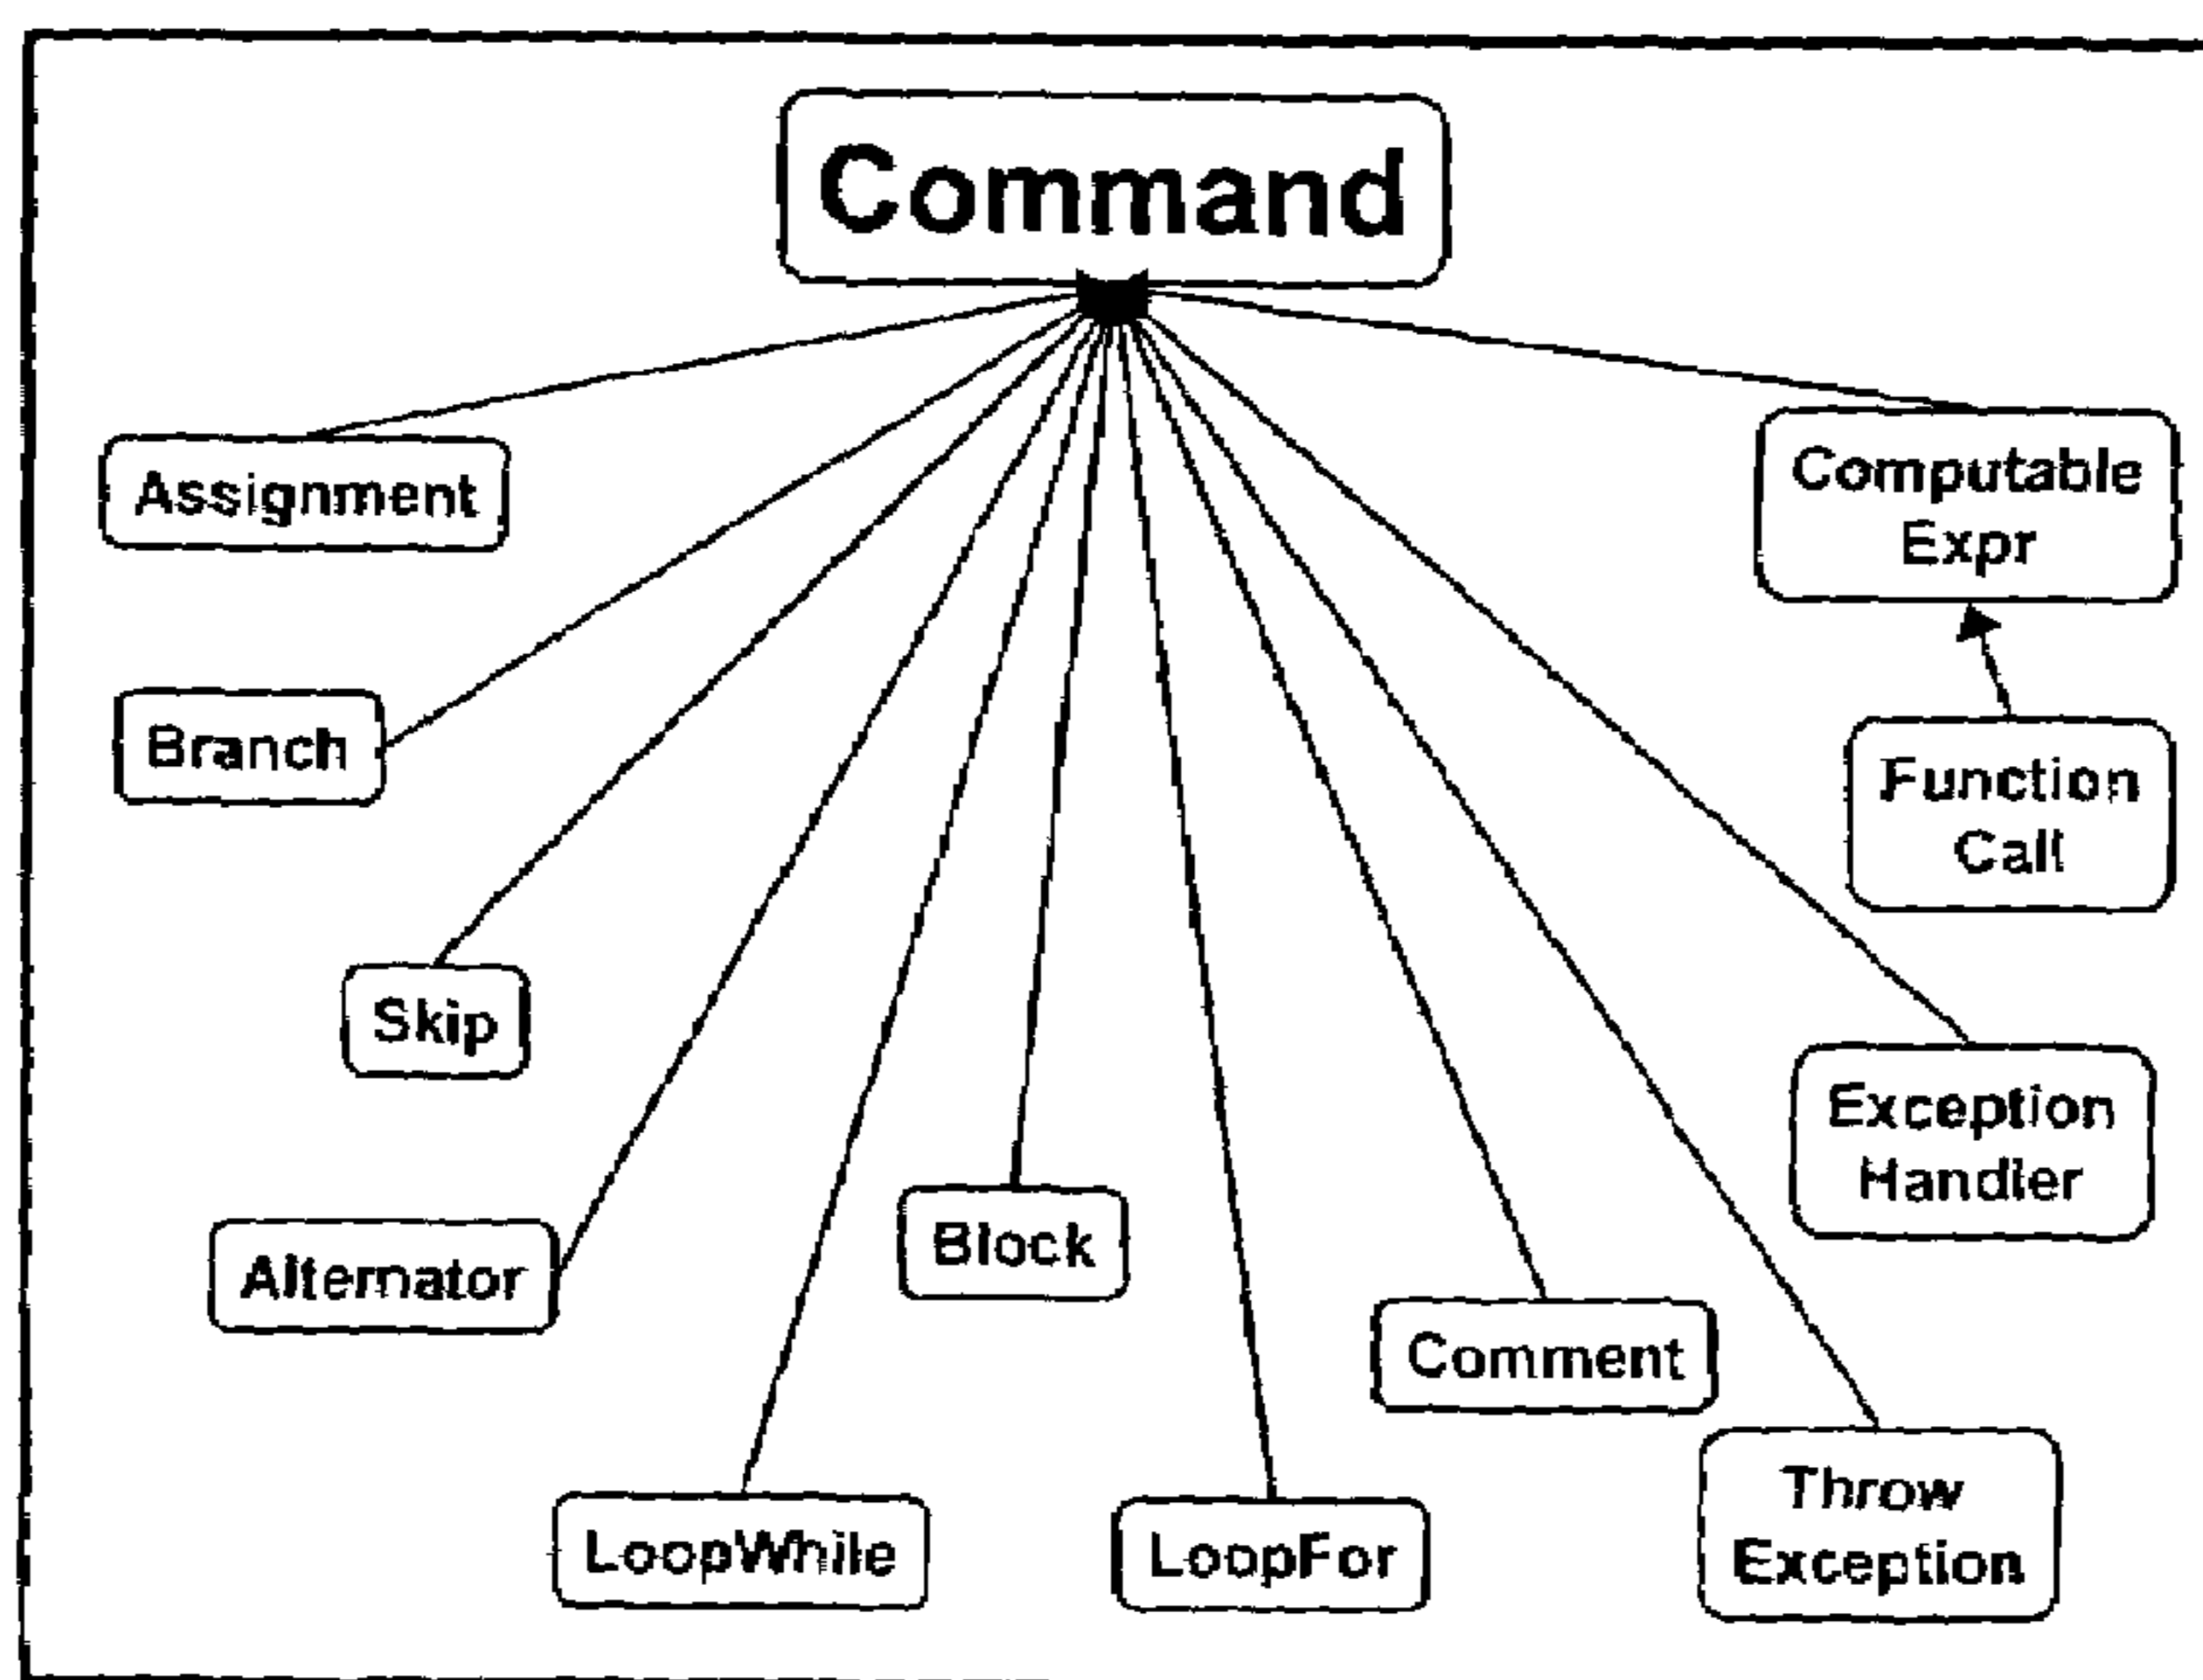 Command
Assignment
Computable
Expr
Branch
Function
Call
Skip
Exception
Handler
Alternator
Block
Comment
LoopWhile
LoopFor
Throw
Exception